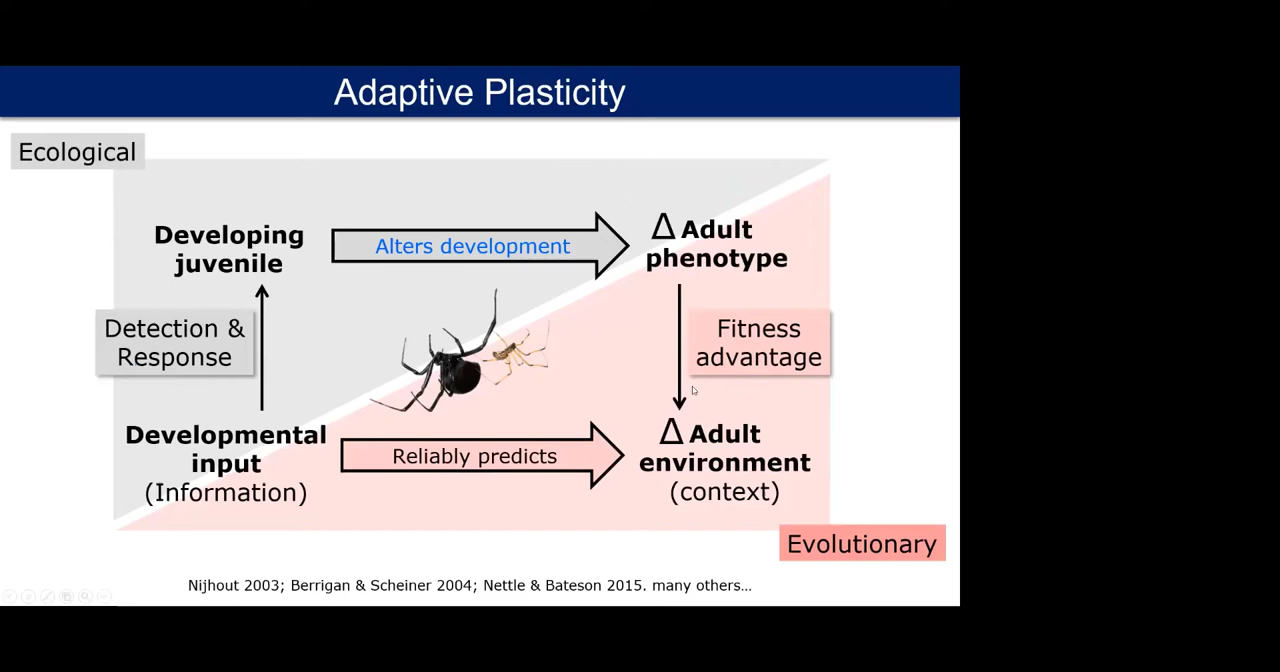 Adaptive Plasticity
Ecological
Developing
juvenile
Alters development
Δ Adult
phenotype
Detection &
Response
Fitness
advantage
Developmental
input
(Information)
Reliably predicts
Δ Adult
environment
(context)
Evolutionary
Nijhout 2003; Berrigan & Scheiner 2004; Nettle & Bateson 2015. many others…